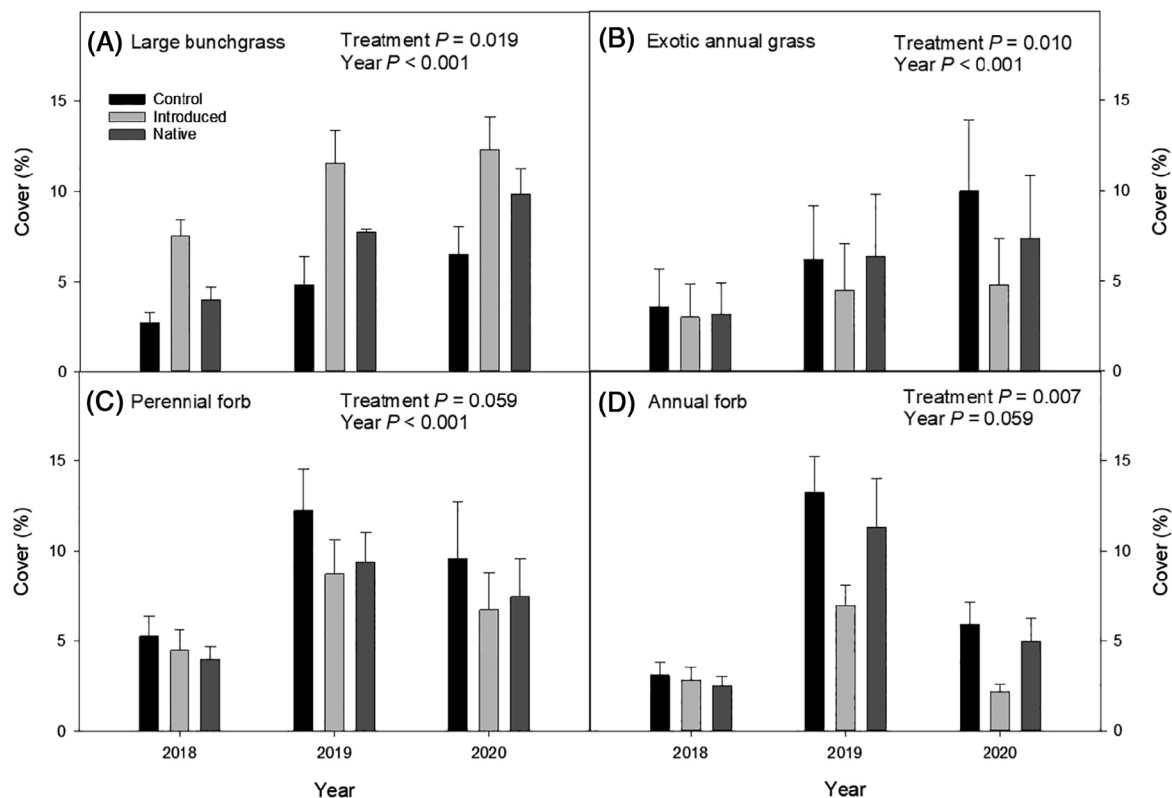 (A) Large bunchgrass
Treatment P = 0.019
Year P < 0.001
Control
Introduced
Native
15
10
5
0
Cover (%)
(B) Exotic annual grass
Treatment P = 0.010
Year P < 0.001
15
10
5
0
Cover (%)
(C) Perennial forb
Treatment P = 0.059
Year P < 0.001
15
10
5
0
Cover (%)
2018 2019 2020
Year
(D) Annual forb
Treatment P = 0.007
Year P = 0.059
15
10
5
0
Cover (%)
2018 2019 2020
Year